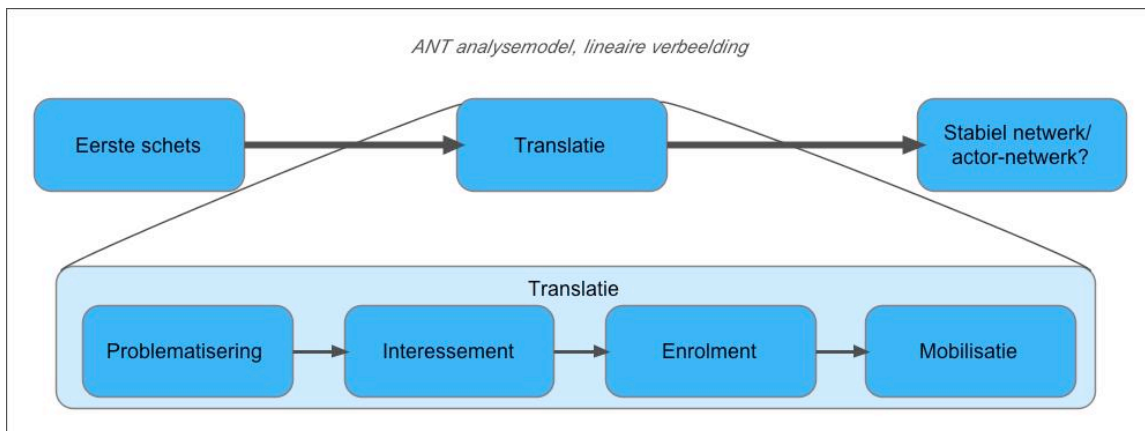 ANT analysemodel, lineaire verbeelding
Eerste schets
Translatie
Stabiel netwerk/
actor-netwerk?
Translatie
Problematisering
Interessement
Enrolment
Mobilisatie